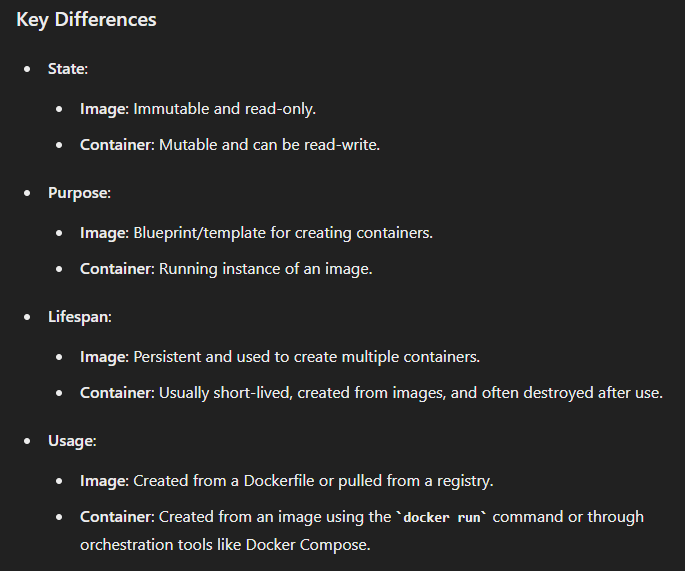 Key Differences
State:
Image: Immutable and read-only.
Container: Mutable and can be read-write.
Purpose:
Image: Blueprint/template for creating containers.
Container: Running instance of an image.
Lifespan:
Image: Persistent and used to create multiple containers.
Container: Usually short-lived, created from images, and often destroyed after use.
Usage:
Image: Created from a Dockerfile or pulled from a registry.
Container: Created from an image using the `docker run` command or through
orchestration tools like Docker Compose.